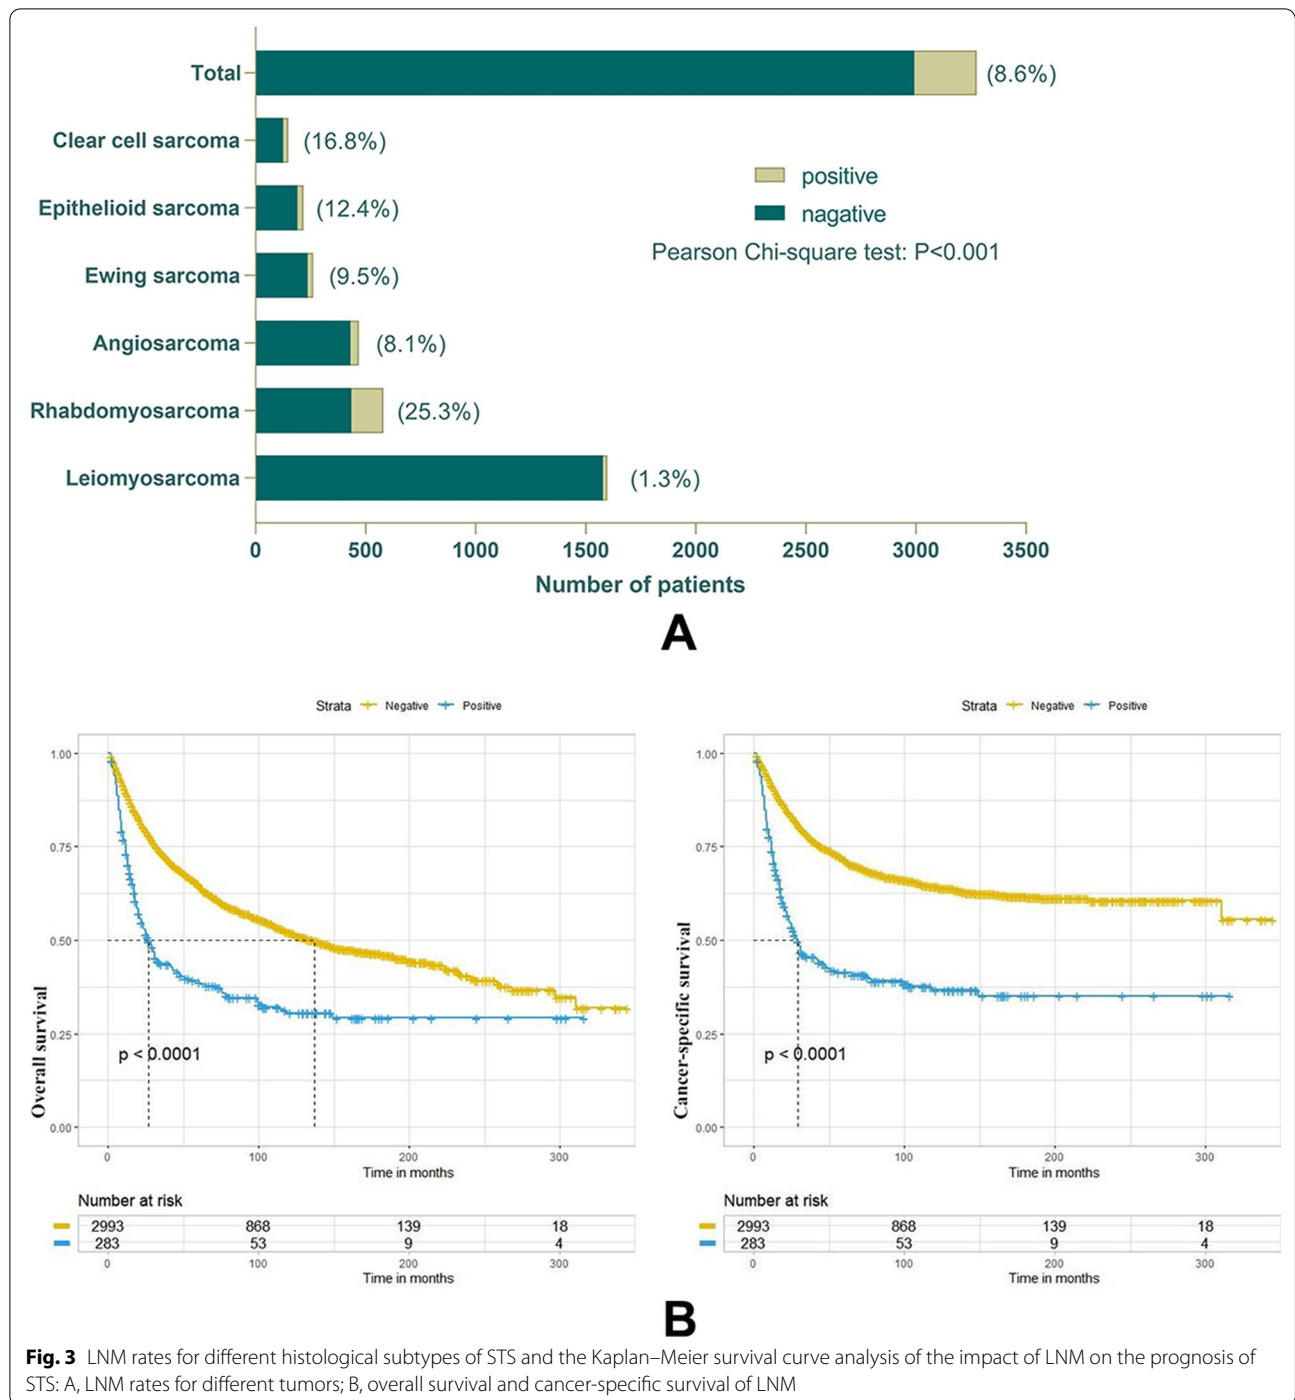 Total
(8.6%)
Clear cell sarcoma
(16.8%)
positive
Epithelioid sarcoma
(12.4%)
nagative
Pearson Chi-square test: P<0.001
Ewing sarcoma
(9.5%)
Angiosarcoma
(8.1%)
Rhabdomyosarcoma
(25.3%)
Leiomyosarcoma
(1.3%)
0 500 1000 1500 2000 2500 3000 3500
Number of patients
A
Strata Negative Positive
1.00
0.75
0.50
0.25
0.00
Overall survival
p < 0.0001
0 100 200 300
Time in months
Number at risk
2993 868 139 18
283 53 9 4
0 100 200 300
Time in months
Strata Negative Positive
1.00
0.75
0.50
0.25
0.00
Cancer-specific survival
p < 0.0001
0 100 200 300
Time in months
Number at risk
2993 868 139 18
283 53 9 4
0 100 200 300
Time in months
B
Fig. 3 LNM rates for different histological subtypes of STS and the Kaplan–Meier survival curve analysis of the impact of LNM on the prognosis of
STS: A, LNM rates for different tumors; B, overall survival and cancer-specific survival of LNM